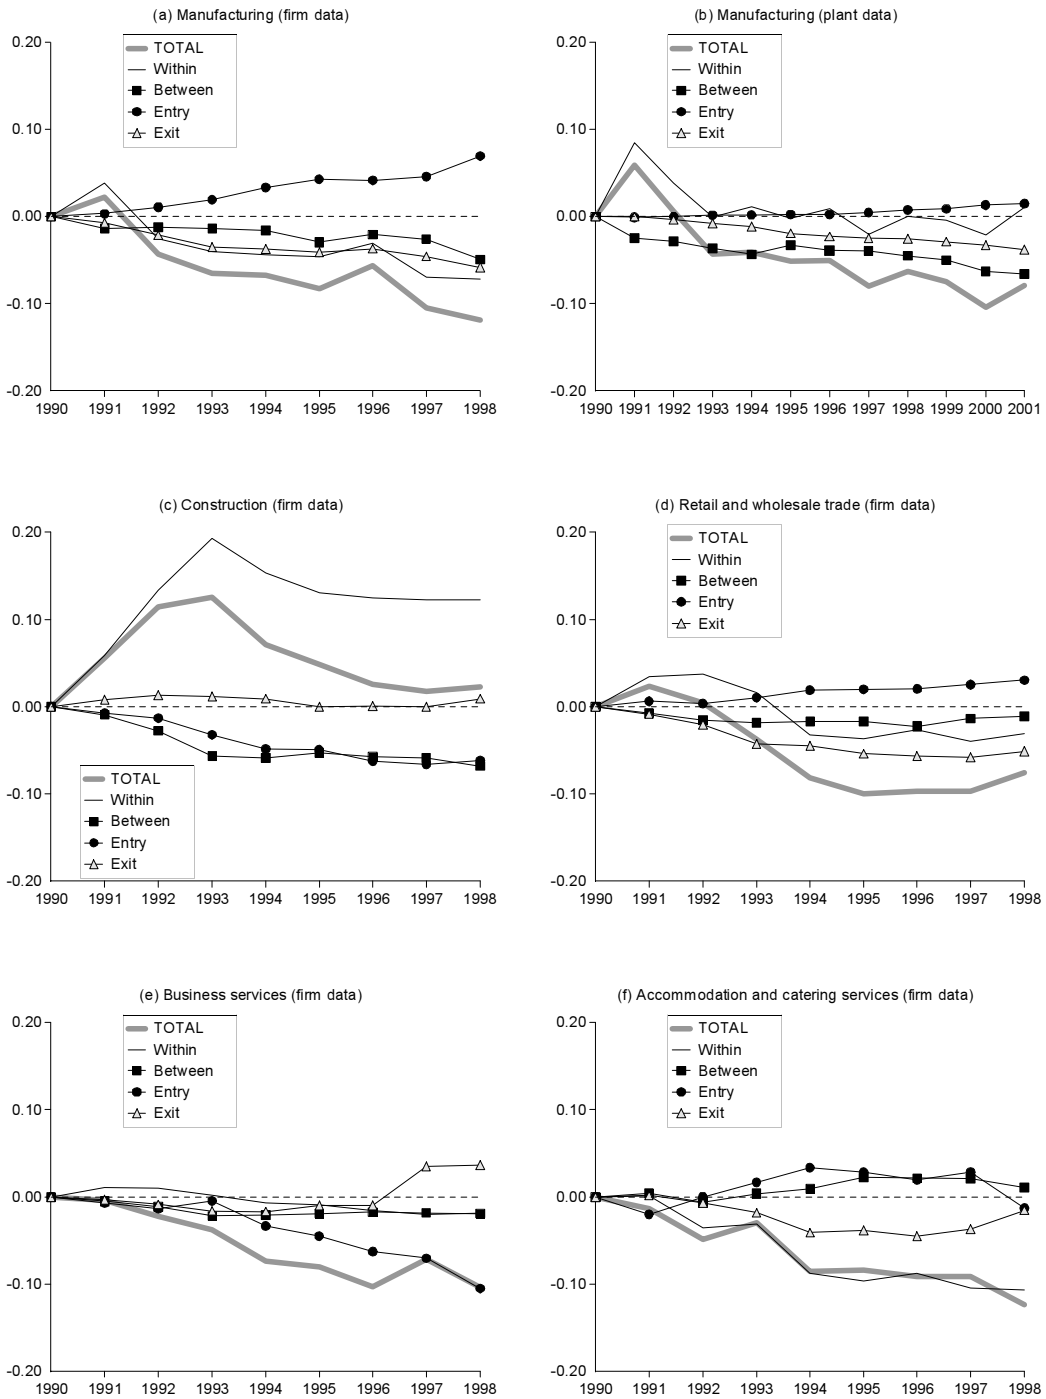 (a) Manufacturing (firm data)
0.20
0.10
0.00
-0.10
-0.20
TOTAL
Within
Between
Entry
Exit
1990 1991 1992 1993 1994 1995 1996 1997 1998
(b) Manufacturing (plant data)
0.20
0.10
0.00
-0.10
-0.20
TOTAL
Within
Between
Entry
Exit
1990 1991 1992 1993 1994 1995 1996 1997 1998 1999 2000 2001
(c) Construction (firm data)
0.20
0.10
0.00
-0.10
-0.20
TOTAL
Within
Between
Entry
Exit
1990 1991 1992 1993 1994 1995 1996 1997 1998
(d) Retail and wholesale trade (firm data)
0.20
0.10
0.00
-0.10
-0.20
TOTAL
Within
Between
Entry
Exit
1990 1991 1992 1993 1994 1995 1996 1997 1998
(e) Business services (firm data)
0.20
0.10
0.00
-0.10
-0.20
TOTAL
Within
Between
Entry
Exit
1990 1991 1992 1993 1994 1995 1996 1997 1998
(f) Accommodation and catering services (firm data)
0.20
0.10
0.00
-0.10
-0.20
TOTAL
Within
Between
Entry
Exit
1990 1991 1992 1993 1994 1995 1996 1997 1998